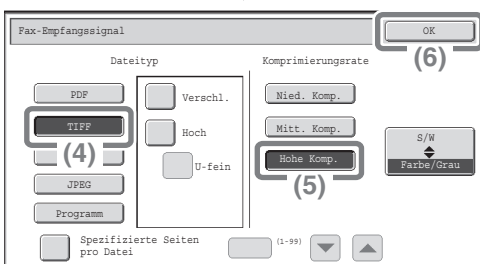 Fax-Empfangssignal
OK
(6)
Dateityp
Komprimierungsrate
PDF
Verschl.
Nied. Komp.
TIFF
Hoch
Mitt. Komp.
S/W
(4)
U-fein
Hohe Komp.
Farbe/Grau
JPEG
(5)
Programm
Spezifizierte Seiten
pro Datei
(1-99)